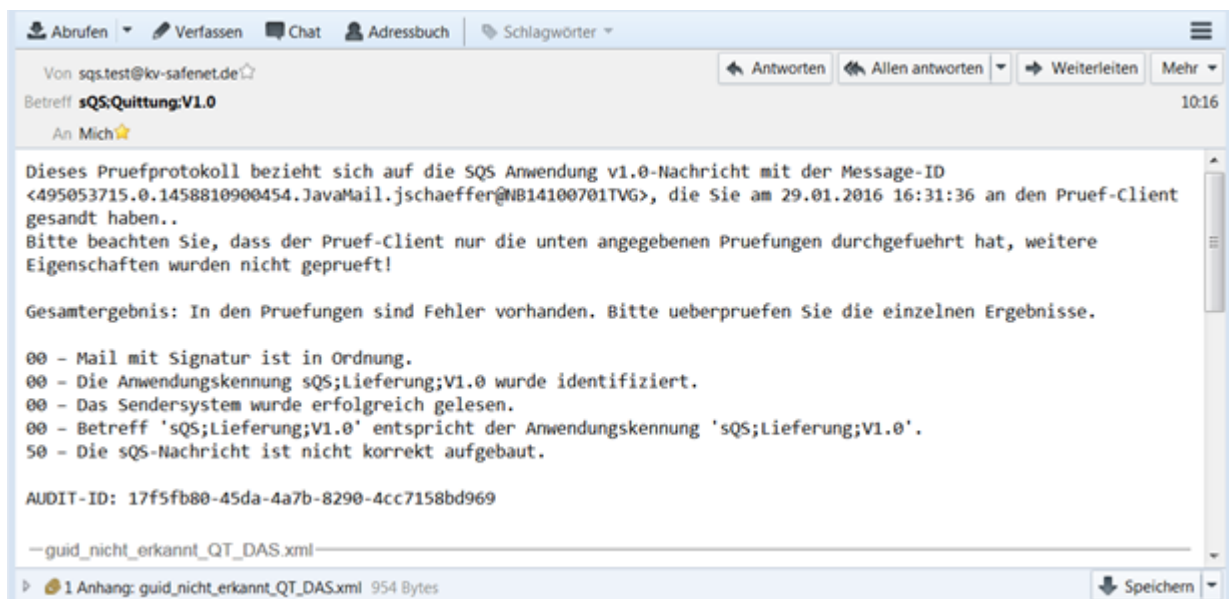 Abrufen Verfassen Chat Adressbuch Schlagwörter
Von sqs.test@kv-safenet.de Antworten Allen antworten Weiterleiten Mehr
Betreff sQS;Quittung;V1.0 10:16
An Mich
Dieses Pruefprotokoll bezieht sich auf die SQS Anwendung v1.0-Nachricht mit der Message-ID
<495053715.0.1458810900454.JavaMail.jschaeffer@NB14100701TVG>, die Sie am 29.01.2016 16:31:36 an den Pruef-Client
gesandt haben..
Bitte beachten Sie, dass der Pruef-Client nur die unten angegebenen Pruefungen durchgefuehrt hat, weitere
Eigenschaften wurden nicht geprueft!
Gesamtergebnis: In den Pruefungen sind Fehler vorhanden. Bitte ueberpruefen Sie die einzelnen Ergebnisse.
00 – Mail mit Signatur ist in Ordnung.
00 – Die Anwendungskennung sQS;Lieferung;V1.0 wurde identifiziert.
00 – Das Sendersystem wurde erfolgreich gelesen.
00 – Betreff 'sQS;Lieferung;V1.0' entspricht der Anwendungskennung 'sQS;Lieferung;V1.0'.
50 – Die sQS-Nachricht ist nicht korrekt aufgebaut.
AUDIT-ID: 17f5fb80-45da-4a7b-8290-4cc7158bd969
guid_nicht_erkannt_QT_DAS.xml
1 Anhang: guid_nicht_erkannt_QT_DAS.xml 954 Bytes Speichern